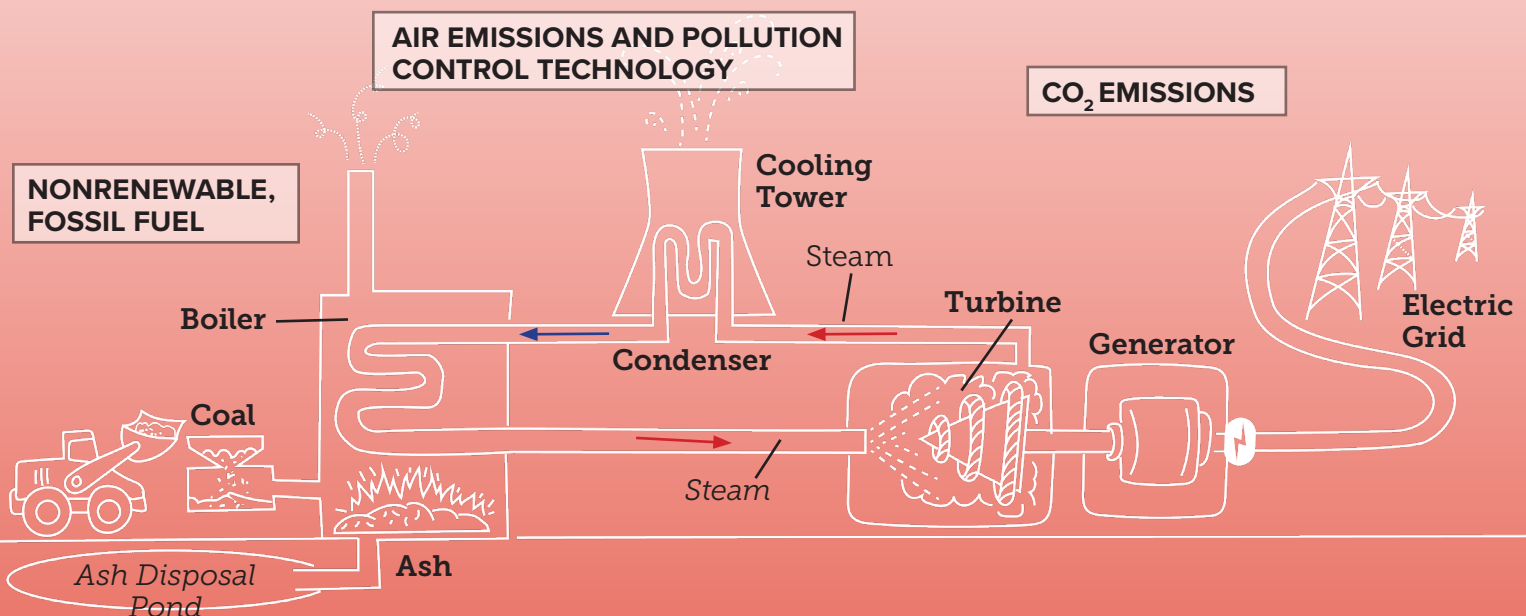 AIR EMISSIONS AND POLLUTION
CONTROL TECHNOLOGY
CO₂ EMISSIONS
NONRENEWABLE,
FOSSIL FUEL
Cooling
Tower
Steam
Boiler
Turbine
Electric
Grid
Condenser
Generator
Coal
Steam
Ash
Ash Disposal
Pond